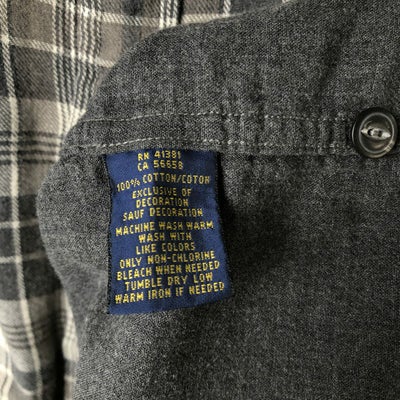 RN 41381
CA 56658
100% COTTON/COTON
EXCLUSIVE OF
DECORATION
SAUF DECORATION
MACHINE WASH WARM
WASH WITH
LIKE COLORS
ONLY NON-CHLORINE
BLEACH WHEN NEEDED
TUMBLE DRY LOW
WARM IRON IF NEEDED